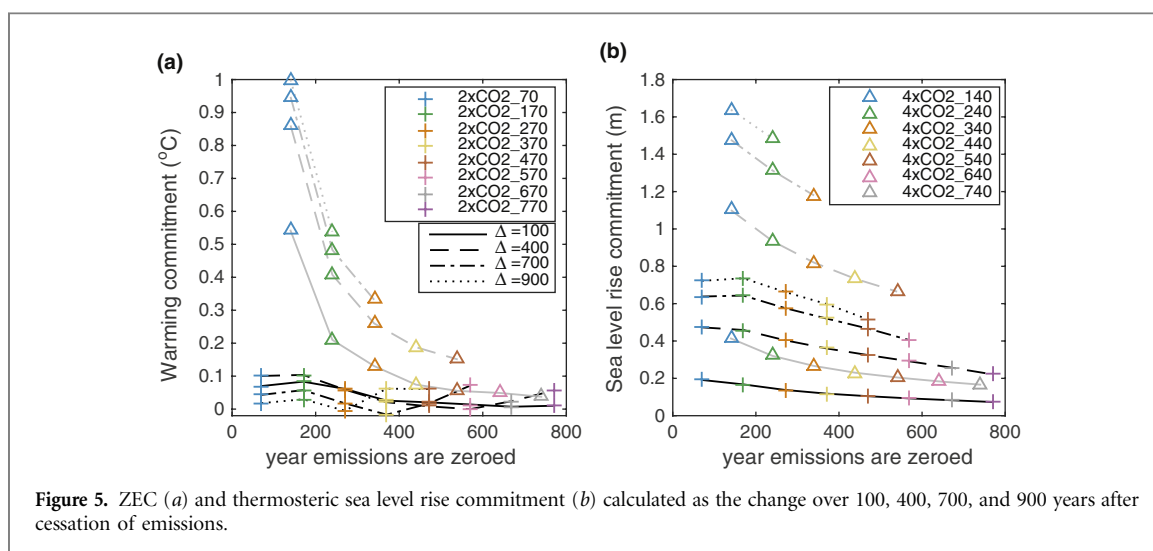 (a)
Warming commitment (°C)
1
0.9
0.8
0.7
0.6
0.5
0.4
0.3
0.2
0.1
0
0 200 400 600 800
year emissions are zeroed
2xCO2_70
2xCO2_170
2xCO2_270
2xCO2_370
2xCO2_470
2xCO2_570
2xCO2_670
2xCO2_770
Δ =100
Δ =400
Δ =700
Δ =900
(b)
Sea level rise commitment (m)
1.8
1.6
1.4
1.2
1
0.8
0.6
0.4
0.2
0
0 200 400 600 800
year emissions are zeroed
4xCO2_140
4xCO2_240
4xCO2_340
4xCO2_440
4xCO2_540
4xCO2_640
4xCO2_740
Figure 5. ZEC (a) and thermosteric sea level rise commitment (b) calculated as the change over 100, 400, 700, and 900 years after
cessation of emissions.